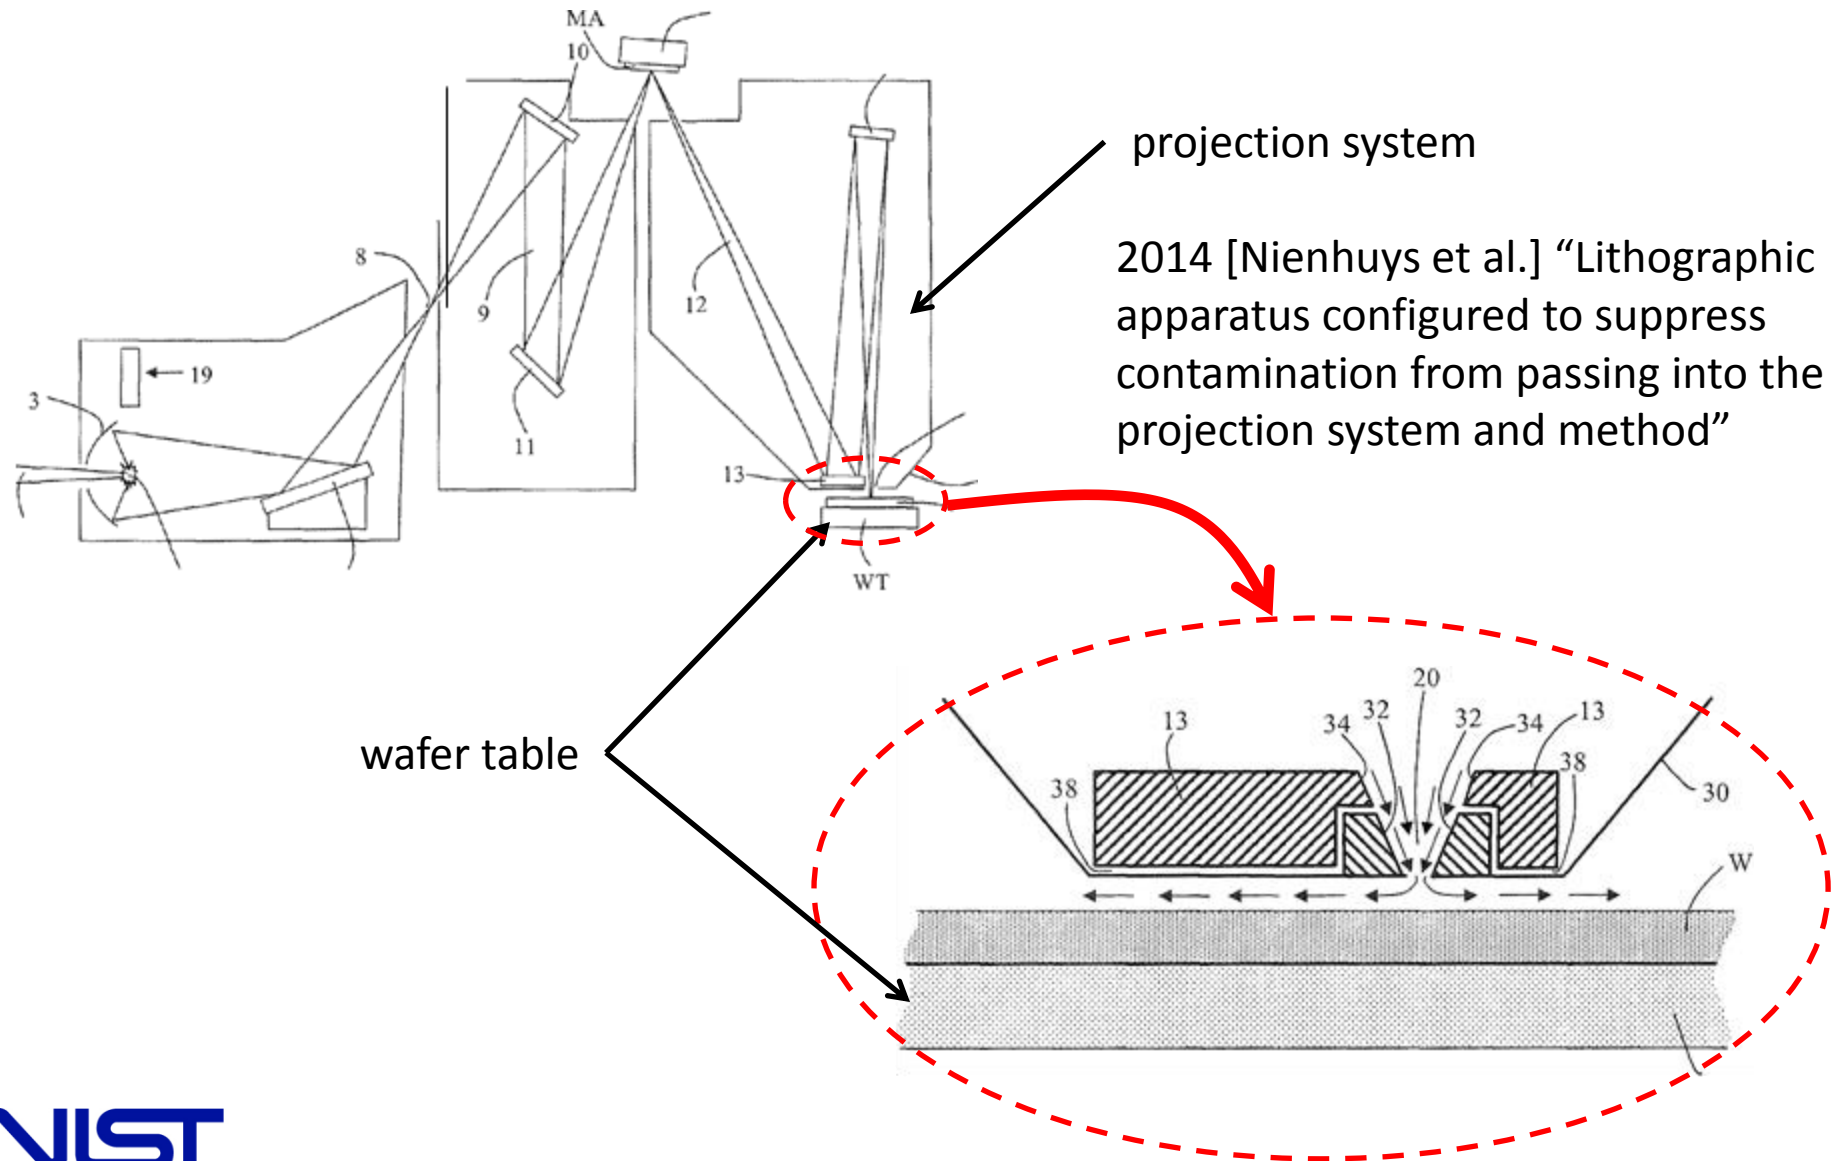 MA
10
projection system
2014 [Nienhuys et al.] “Lithographic
apparatus configured to suppress
contamination from passing into the
projection system and method”
8
9
12
19
3
11
13
WT
wafer table
20
13
34
32
32
34
13
38
38
30
W
NIST